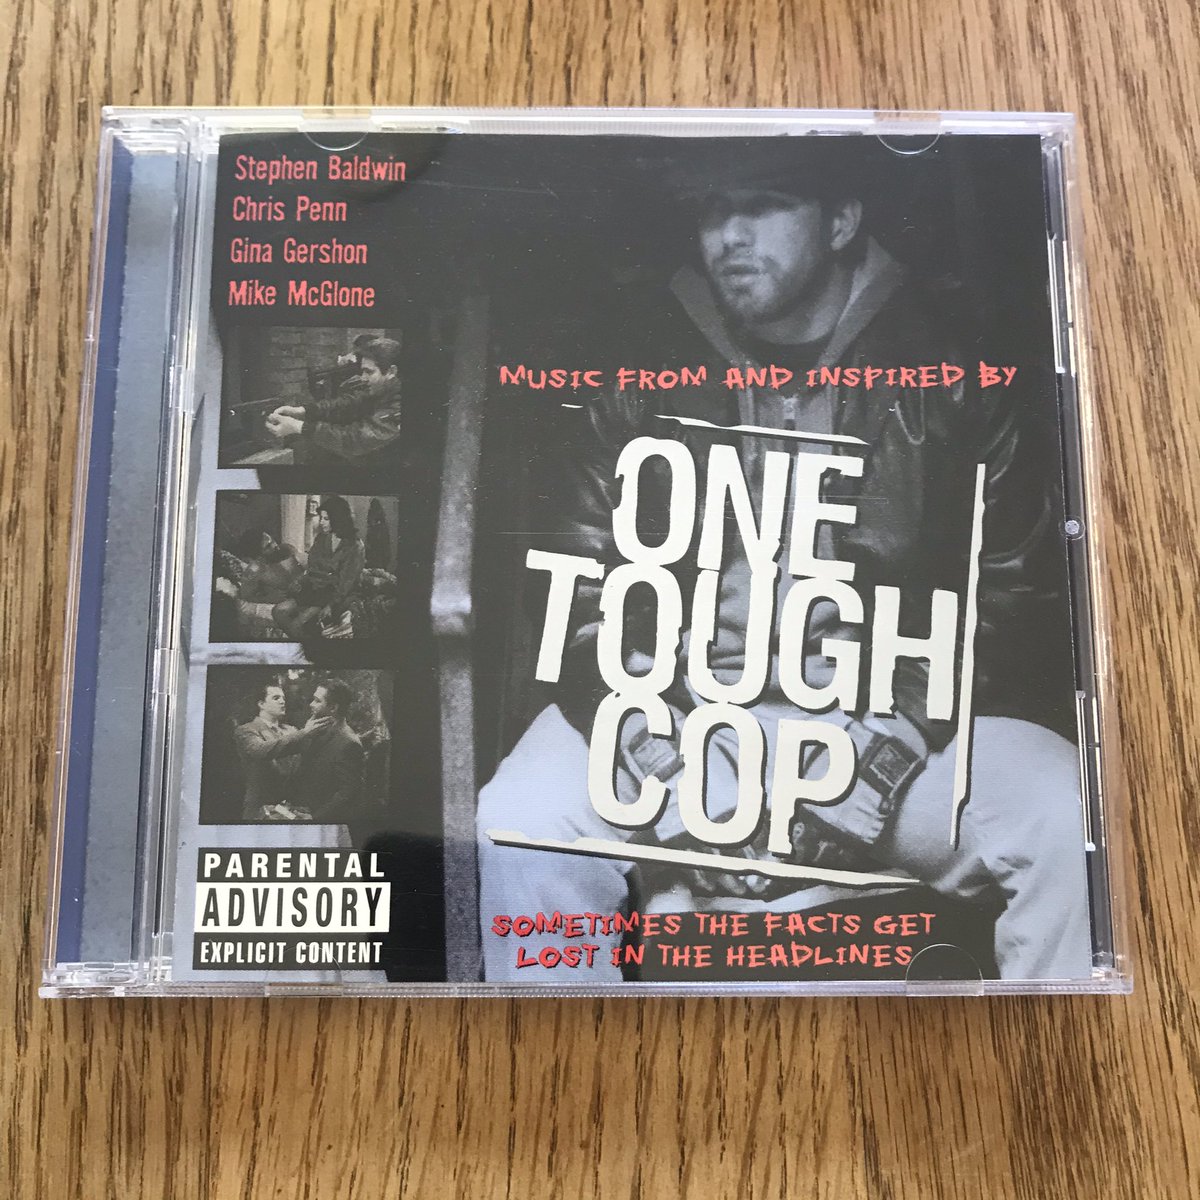 Stephen Baldwin
Chris Penn
Gina Gershon
Mike McGlone
MUSIC FROM AND INSPIRED BY
ONE
TOUGH
COP
PARENTAL
ADVISORY
EXPLICIT CONTENT
SOMETIMES THE FACTS GET
LOST IN THE HEADLINES